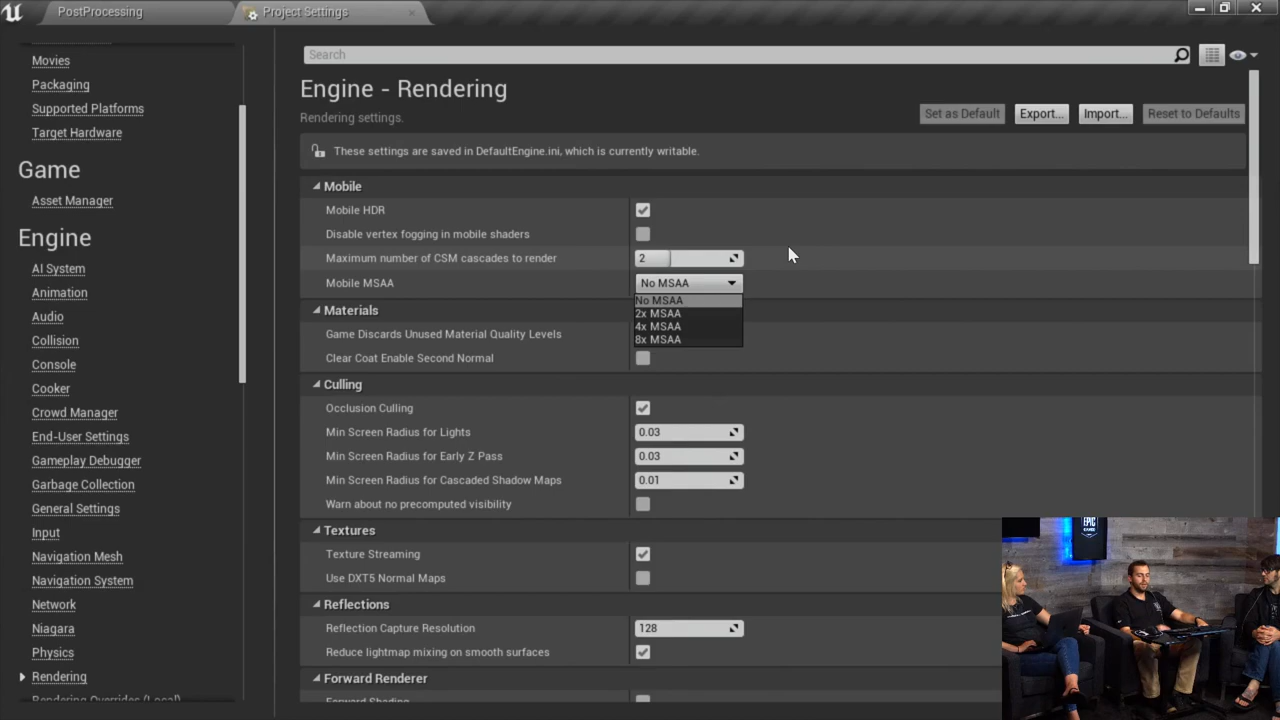 PostProcessing
Project Settings
Movies
Packaging
Supported Platforms
Target Hardware
Game
Asset Manager
Engine
AI System
Animation
Audio
Collision
Console
Cooker
Crowd Manager
End-User Settings
Gameplay Debugger
Garbage Collection
General Settings
Input
Navigation Mesh
Navigation System
Network
Niagara
Physics
Rendering
Rendering Overrides (Local)
Search
Engine - Rendering
Rendering settings.
Set as Default
Export...
Import...
Reset to Defaults
These settings are saved in DefaultEngine.ini, which is currently writable.
Mobile
Mobile HDR
Disable vertex fogging in mobile shaders
Maximum number of CSM cascades to render 2
Mobile MSAA No MSAA
No MSAA
2x MSAA
4x MSAA
8x MSAA
Materials
Game Discards Unused Material Quality Levels
Clear Coat Enable Second Normal
Culling
Occlusion Culling
Min Screen Radius for Lights 0.03
Min Screen Radius for Early Z Pass 0.03
Min Screen Radius for Cascaded Shadow Maps 0.01
Warn about no precomputed visibility
Textures
Texture Streaming
Use DXT5 Normal Maps
Reflections
Reflection Capture Resolution 128
Reduce lightmap mixing on smooth surfaces
Forward Renderer
Forward Shading
EPIC